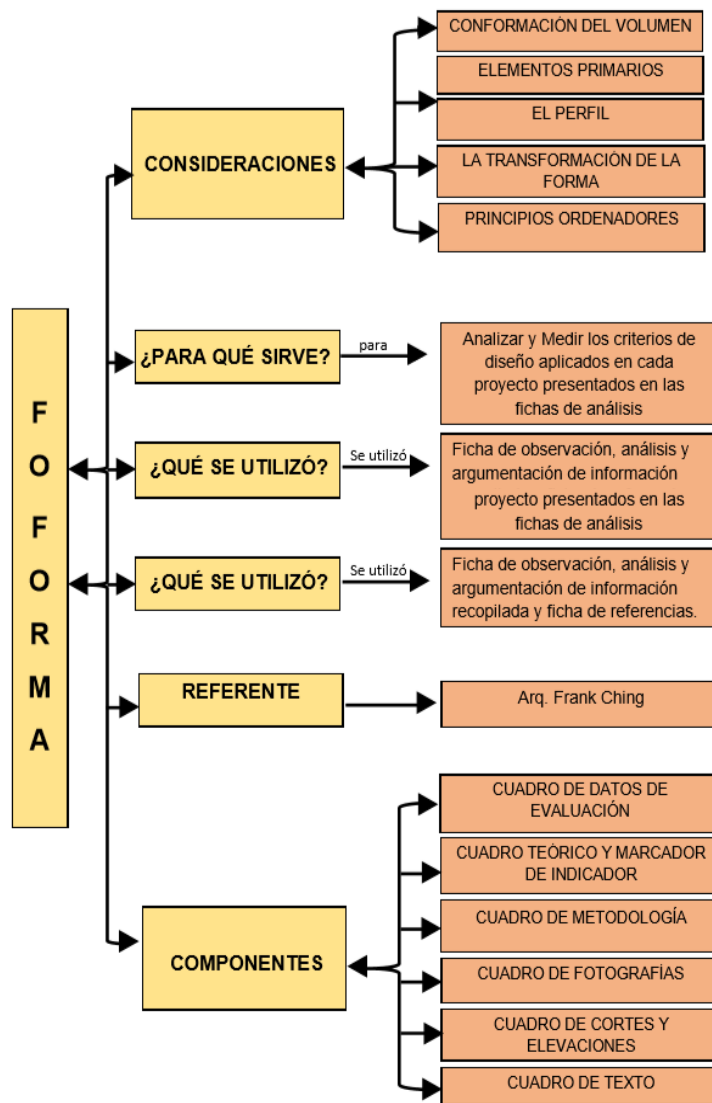 F
O
F
O
R
M
A
CONSIDERACIONES
CONFORMACIÓN DEL VOLUMEN
ELEMENTOS PRIMARIOS
EL PERFIL
LA TRANSFORMACIÓN DE LA
FORMA
PRINCIPIOS ORDENADORES
¿PARA QUÉ SIRVE?
para
Analizar y Medir los criterios de
diseño aplicados en cada
proyecto presentados en las
fichas de análisis
¿QUÉ SE UTILIZÓ?
Se utilizó
Ficha de observación, análisis y
argumentación de información
proyecto presentados en las
fichas de análisis
¿QUÉ SE UTILIZÓ?
Se utilizó
Ficha de observación, análisis y
argumentación de información
recopilada y ficha de referencias.
REFERENTE
Arq. Frank Ching
COMPONENTES
CUADRO DE DATOS DE
EVALUACIÓN
CUADRO TEÓRICO Y MARCADOR
DE INDICADOR
CUADRO DE METODOLOGÍA
CUADRO DE FOTOGRAFÍAS
CUADRO DE CORTES Y
ELEVACIONES
CUADRO DE TEXTO